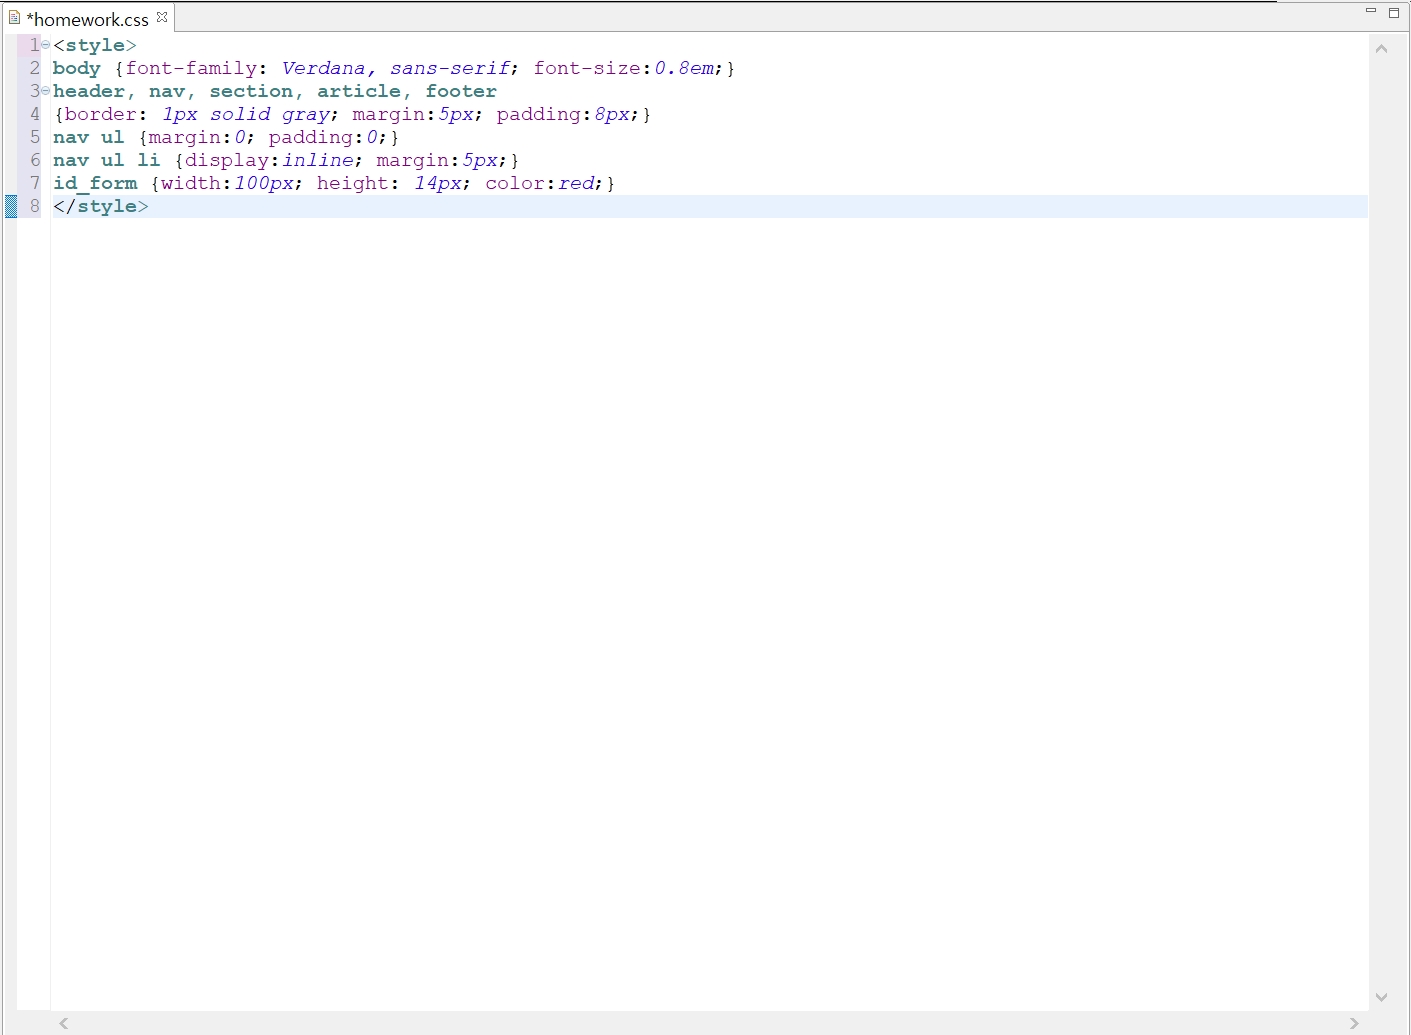 *homework.css
1 <style>
2 body {font-family: Verdana, sans-serif; font-size:0.8em;}
3 header, nav, section, article, footer
4 {border: 1px solid gray; margin:5px; padding:8px;}
5 nav ul {margin:0; padding:0;}
6 nav ul li {display:inline; margin:5px;}
7 id_form {width:100px; height: 14px; color:red;}
8 </style>